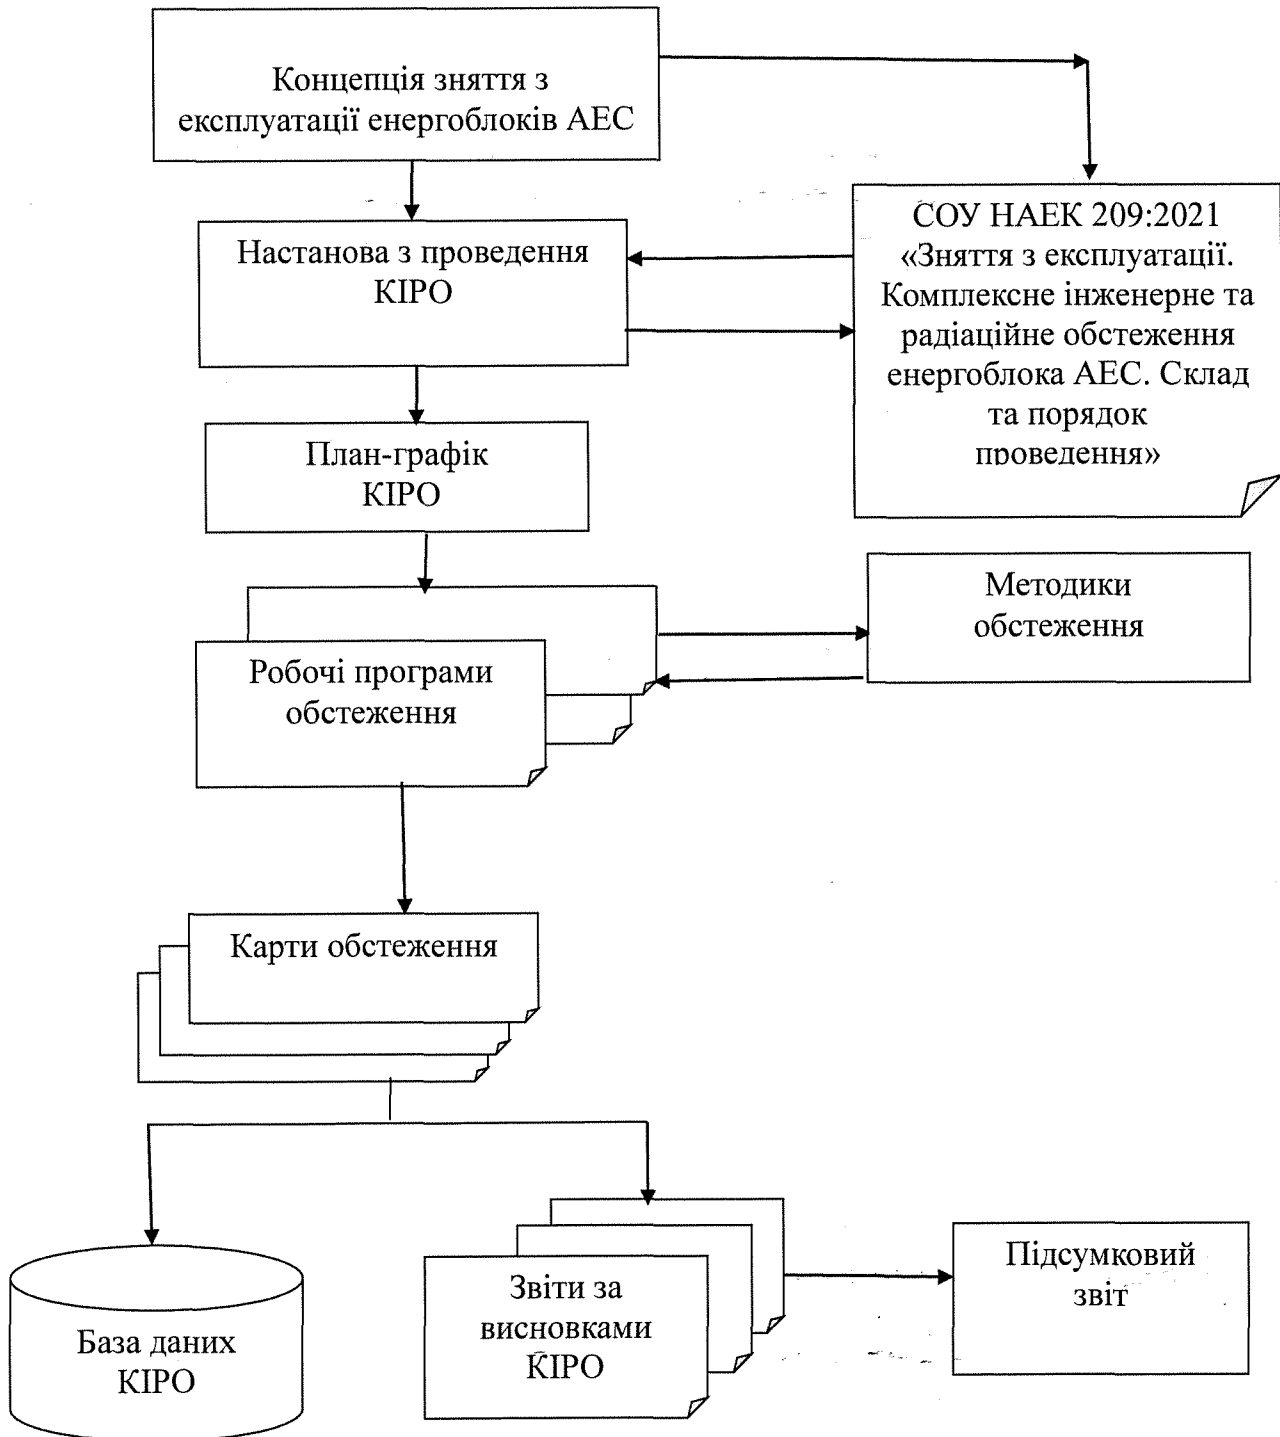 Концепція зняття з
експлуатації енергоблоків АЕС
СОУ НАЕК 209:2021
«Зняття з експлуатації.
Комплексне інженерне та
радіаційне обстеження
енергоблока АЕС. Склад
та порядок
проведення»
Настанова з проведення
КІРО
План-графік
КІРО
Методики
обстеження
Робочі програми
обстеження
Карти обстеження
База даних
КІРО
Звіти за
висновками
КІРО
Підсумковий
звіт